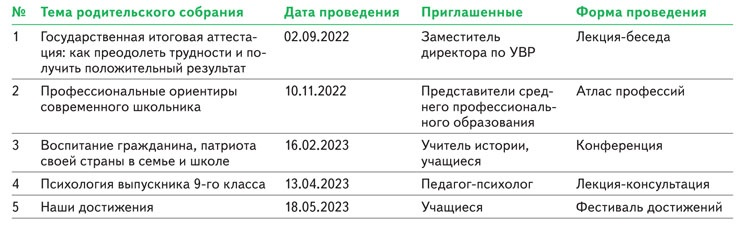 № Тема родительского собрания Дата проведения Приглашенные Форма проведения
1 Государственная итоговая аттеста- 02.09.2022 Заместитель Лекция-беседа
ция: как преодолеть трудности и по- директора по УВР
лучить положительный результат
2 Профессиональные ориентиры 10.11.2022 Представители сред- Атлас профессий
современного школьника него профессиональ-
ного образования
3 Воспитание гражданина, патриота 16.02.2023 Учитель истории, Конференция
своей страны в семье и школе учащиеся
4 Психология выпускника 9-го класса 13.04.2023 Педагог-психолог Лекция-консультация
5 Наши достижения 18.05.2023 Учащиеся Фестиваль достижений